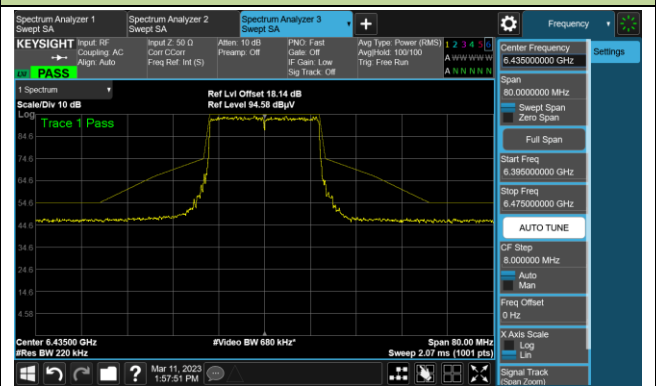 Spectrum Analyzer 1
Swept SA
Spectrum Analyzer 2
Swept SA
Spectrum Analyzer 3
Swept SA
Frequency
KEYSIGHT
Input: RF
Coupling: AC
Align: Auto
Input Z: 50 Ω
Corr CCorr
Freq Ref: Int (S)
Atten: 10 dB
Preamp: Off
PNO: Fast
Gate: Off
IF Gain: Low
Sig Track: Off
Avg Type: Power (RMS)
Avg|Hold: 100/100
Trig: Free Run
1 2 3 4 5 6
A W W W W W
A N N N N N
PASS
1 Spectrum
Scale/Div 10 dB
Ref Lvl Offset 18.14 dB
Ref Level 94.58 dBµV
Log
Trace 1 Pass
84.6
74.6
64.6
54.6
44.6
34.6
24.6
14.6
4.58
Center 6.43500 GHz
#Res BW 220 kHz
#Video BW 680 kHz*
Span 80.00 MHz
Sweep 2.07 ms (1001 pts)
Mar 11, 2023
1:57:51 PM
?
Center Frequency
6.435000000 GHz
Settings
Span
80.0000000 MHz
Swept Span
Zero Span
Full Span
Start Freq
6.395000000 GHz
Stop Freq
6.475000000 GHz
AUTO TUNE
CF Step
8.000000 MHz
Auto
Man
Freq Offset
0 Hz
X Axis Scale
Log
Lin
Signal Track
(Span Zoom)